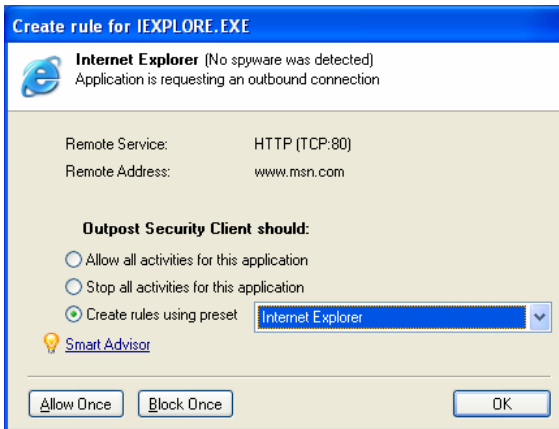 Create rule for IEXPLORE.EXE
Internet Explorer (No spyware was detected)
Application is requesting an outbound connection
Remote Service: HTTP (TCP:80)
Remote Address: www.msn.com
Outpost Security Client should:
Allow all activities for this application
Stop all activities for this application
Create rules using preset Internet Explorer
Smart Advisor
Allow Once Block Once OK